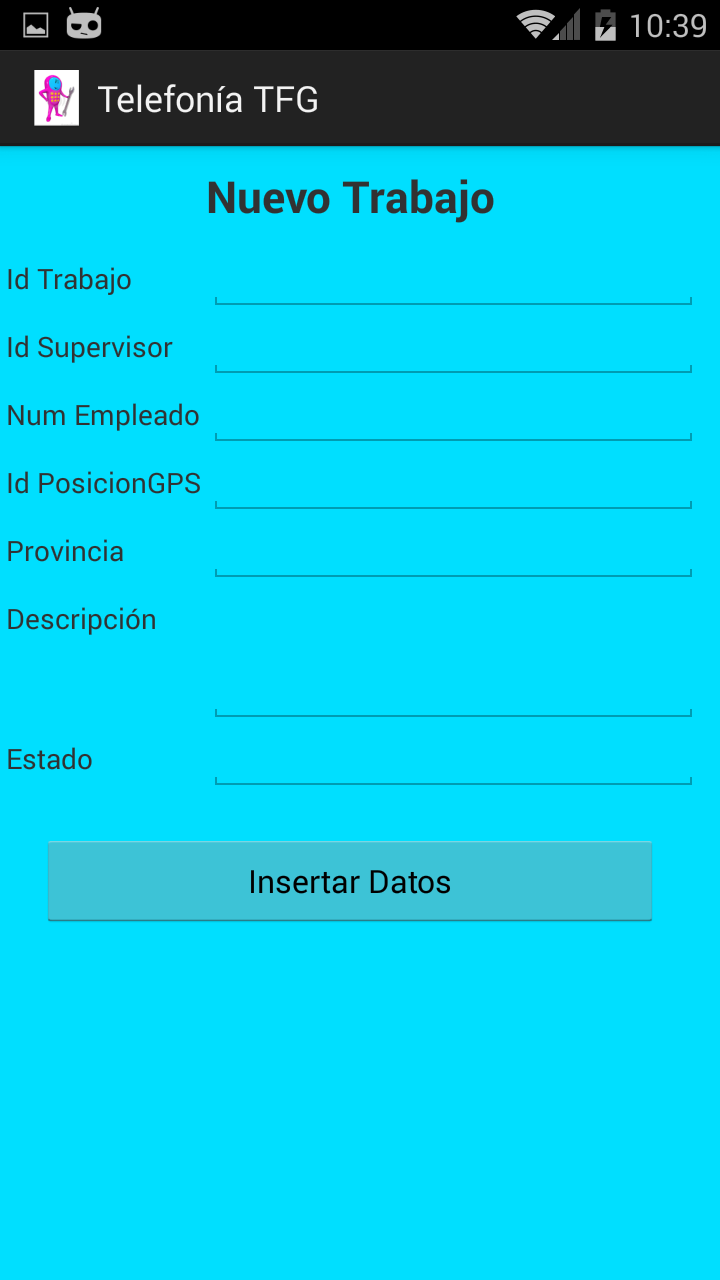 10:39
Telefonía TFG
Nuevo Trabajo
Id Trabajo
Id Supervisor
Num Empleado
Id PosicionGPS
Provincia
Descripción
Estado
Insertar Datos